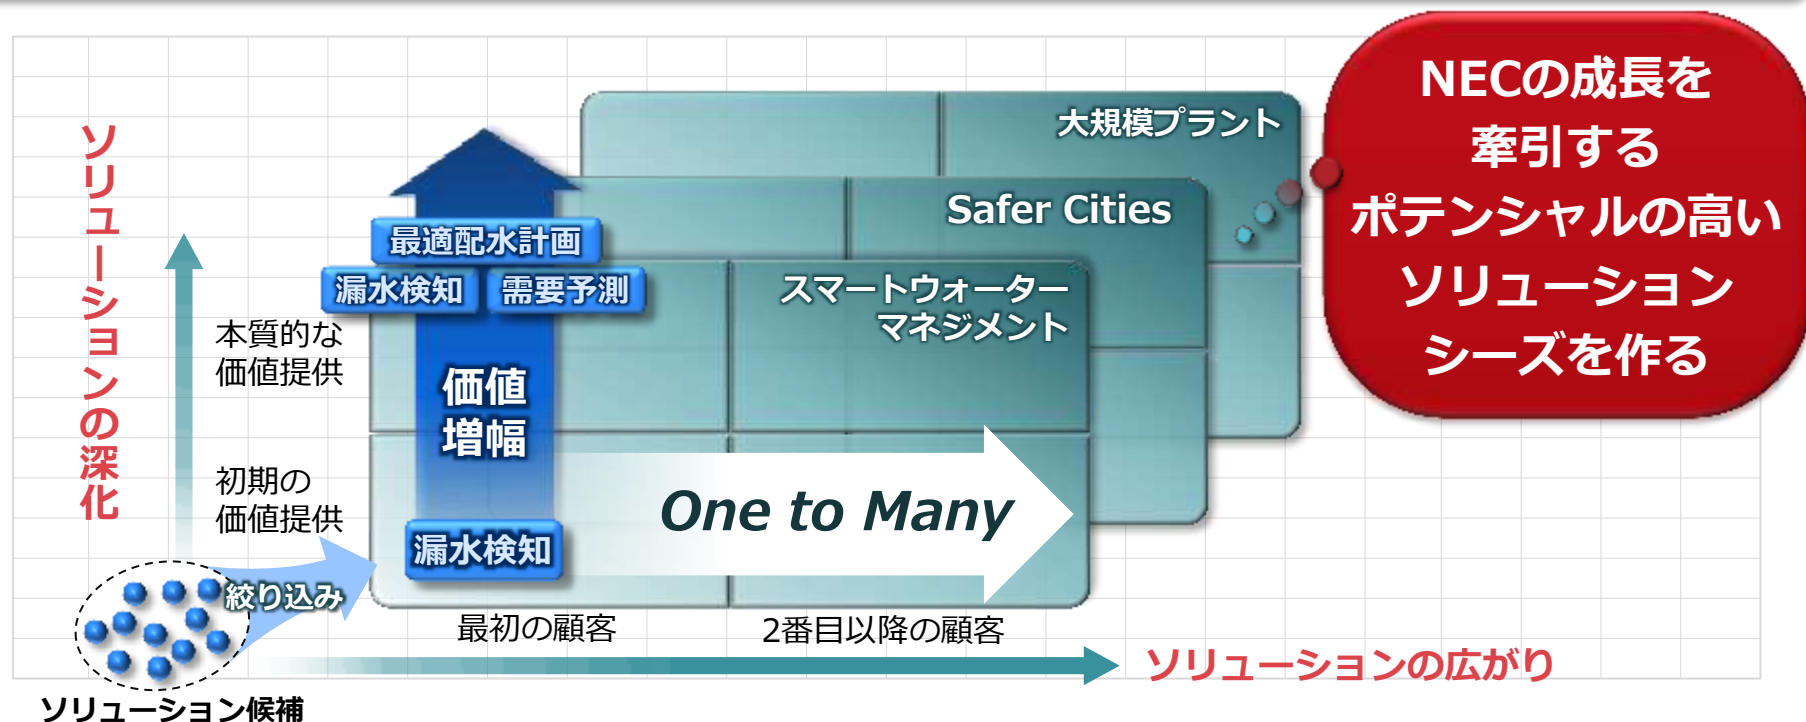 NECの成長を
牽引する
ポテンシャルの高い
ソリューション
シーズを作る
大規模プラント
Safer Cities
スマートウォーター
マネジメント
最適配水計画
漏水検知
需要予測
価値
増幅
One to Many
漏水検知
ソリューションの深化
本質的な
価値提供
初期の
価値提供
絞り込み
最初の顧客
2番目以降の顧客
ソリューションの広がり
ソリューション候補